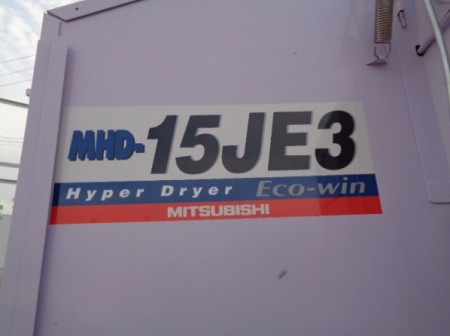 MHD-15JE3
Hyper Dryer Eco-win
MITSUBISHI